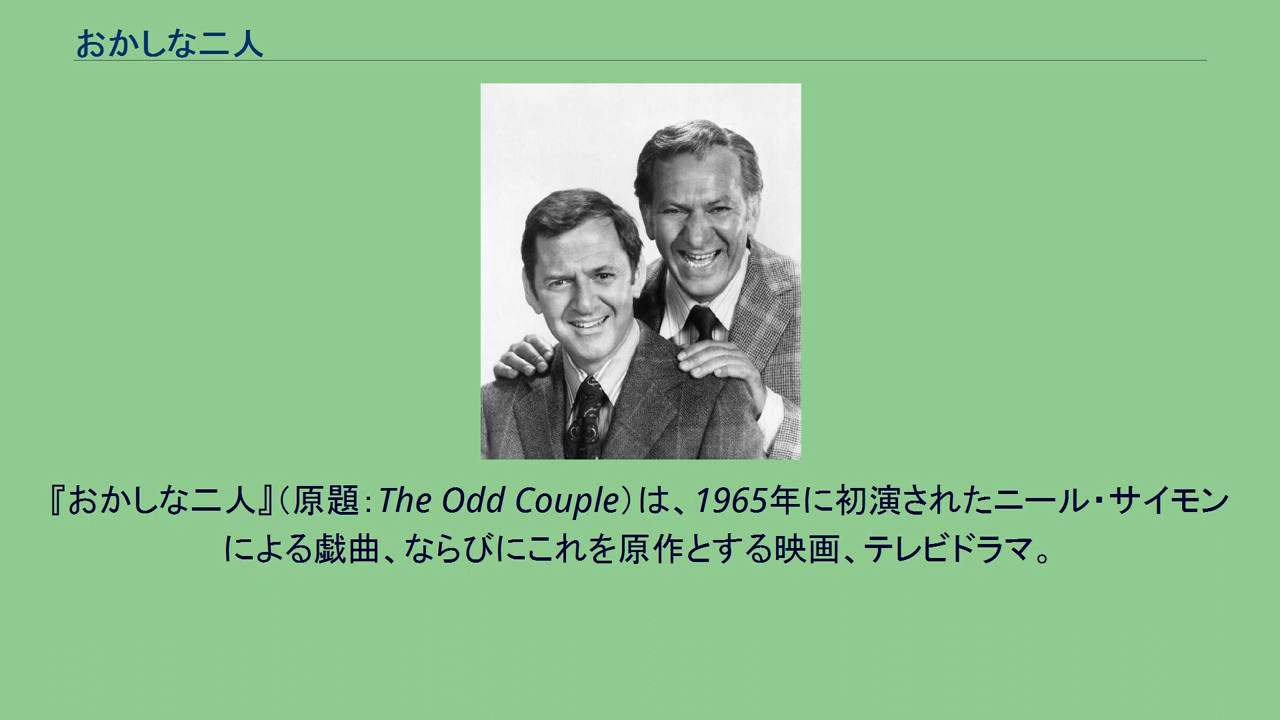 おかしな二人
『おかしな二人』（原題：The Odd Couple）は、1965年に初演されたニール・サイモン
による戯曲、ならびにこれを原作とする映画、テレビドラマ。